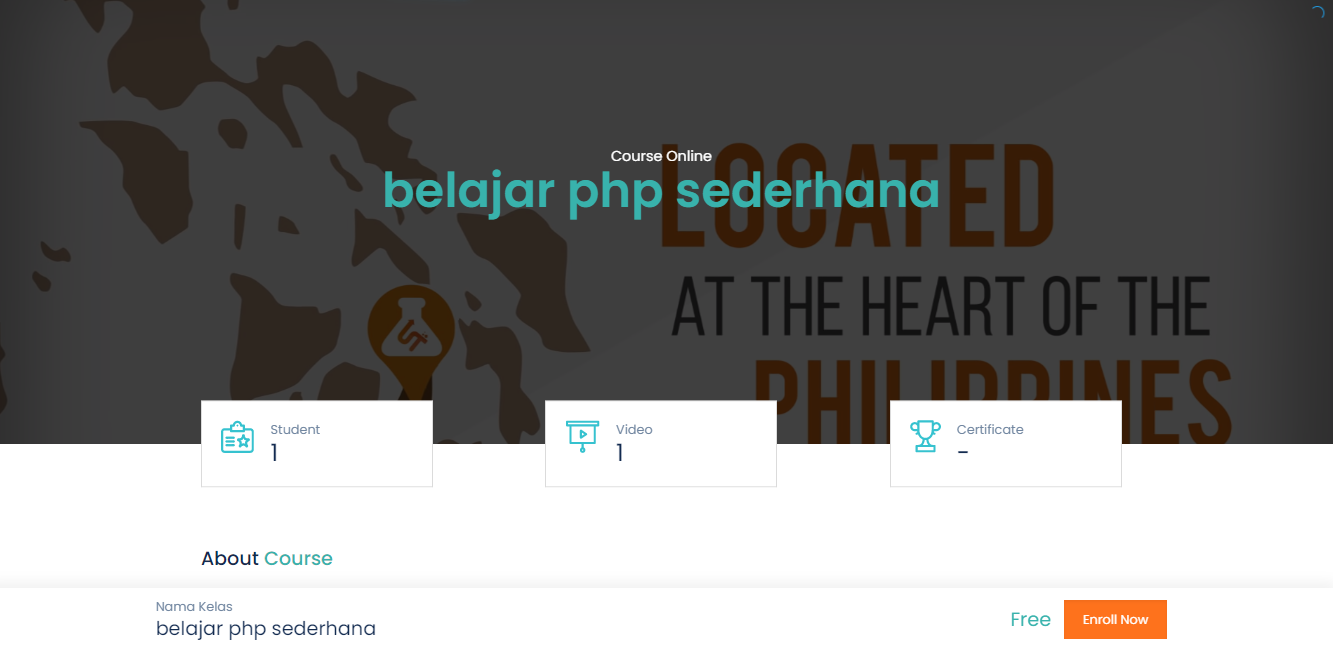 Course Online
belajar php sederhana
LOCATED
AT THE HEART OF THE
PHILIPPINES
Student
1
Video
1
Certificate
-
About Course
Nama Kelas
belajar php sederhana
Free
Enroll Now